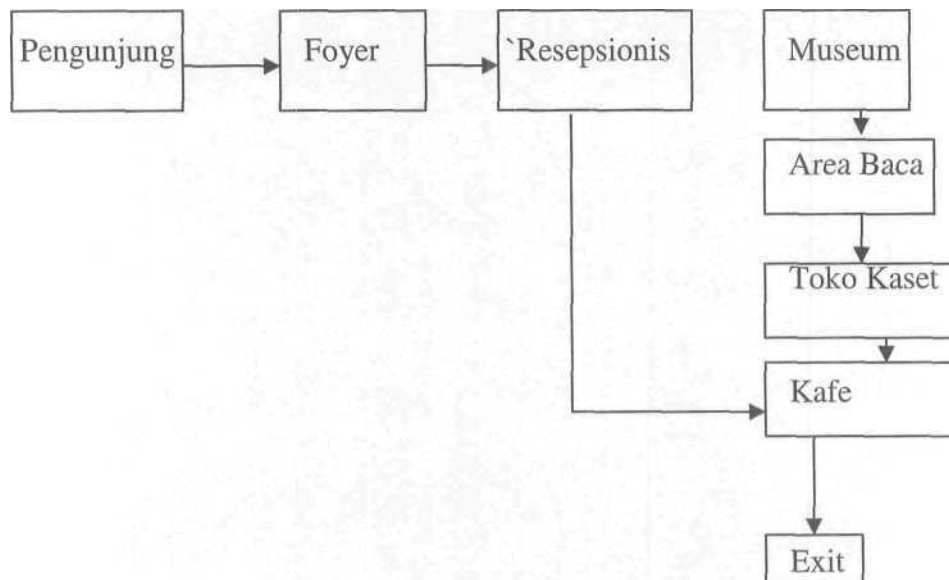 Pengunjung
Foyer
`Resepsionis
Museum
Area Baca
Toko Kaset
Kafe
Exit